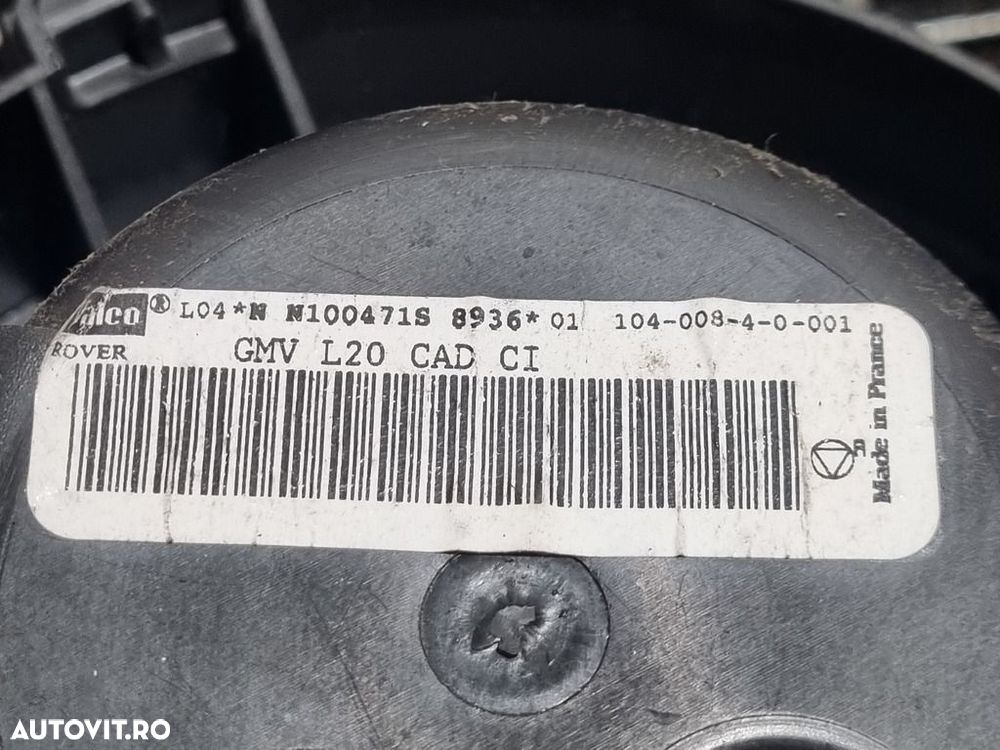 Valeo® L04*N N100471S 8936* 01 104-008-4-0-001
ROVER GMV L20 CAD CI
Made in France
AUTOVIT.RO